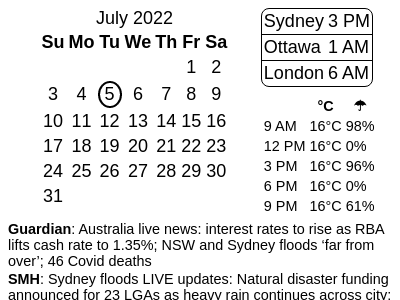 July 2022
Su Mo Tu We Th Fr Sa
1 2
3 4 5 6 7 8 9
10 11 12 13 14 15 16
17 18 19 20 21 22 23
24 25 26 27 28 29 30
31
Sydney 3 PM
Ottawa 1 AM
London 6 AM
°C ☂
9 AM 16°C 98%
12 PM 16°C 0%
3 PM 16°C 96%
6 PM 16°C 0%
9 PM 16°C 61%
Guardian: Australia live news: interest rates to rise as RBA
lifts cash rate to 1.35%; NSW and Sydney floods ‘far from
over’; 46 Covid deaths
SMH: Sydney floods LIVE updates: Natural disaster funding
announced for 23 LGAs as heavy rain continues across city;